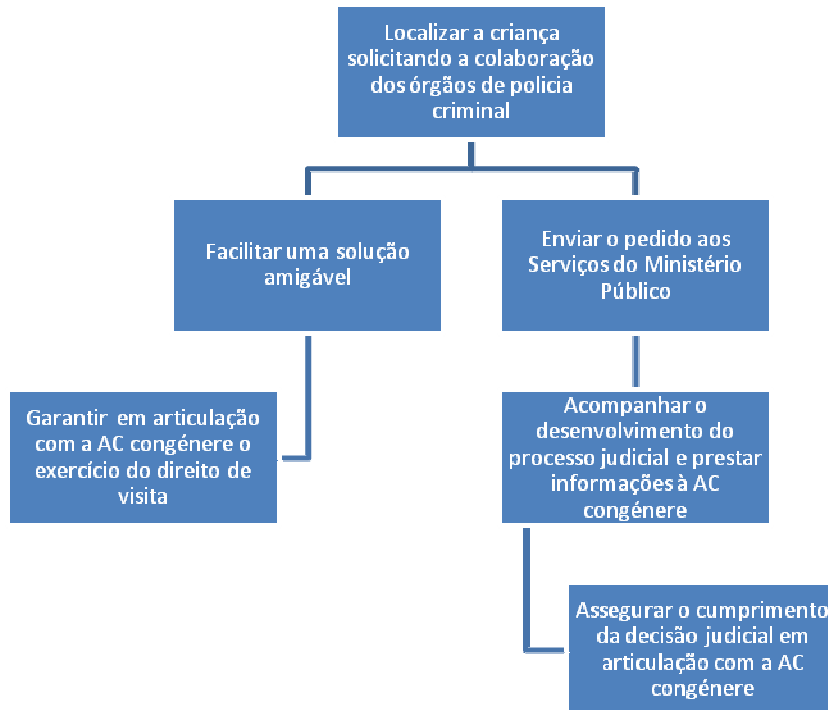 Localizar a criança
solicitando a colaboração
dos órgãos de policia
criminal
Facilitar uma solução
amigável
Enviar o pedido aos
Serviços do Ministério
Público
Garantir em articulação
com a AC congénere o
exercício do direito de
visita
Acompanhar o
desenvolvimento do
processo judicial e prestar
informações à AC
congénere
Assegurar o cumprimento
da decisão judicial em
articulação com a AC
congénere